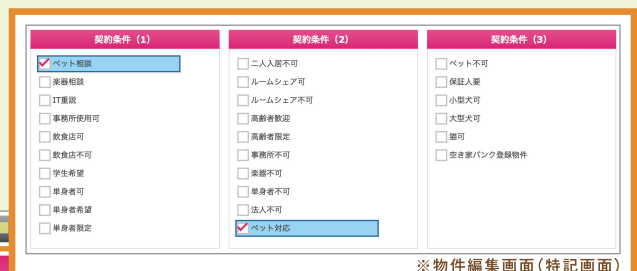 契約条件（1）
ペット相談
楽器相談
IT重説
事務所使用可
飲食店可
飲食店不可
学生希望
単身者可
単身者希望
単身者限定
契約条件（2）
二人入居不可
ルームシェア可
ルームシェア不可
高齢者歓迎
高齢者限定
事務所不可
楽器不可
単身者不可
法人不可
ペット対応
契約条件（3）
ペット不可
保証人要
小型犬可
大型犬可
猫可
空き家バンク登録物件
※物件編集画面（特記画面）